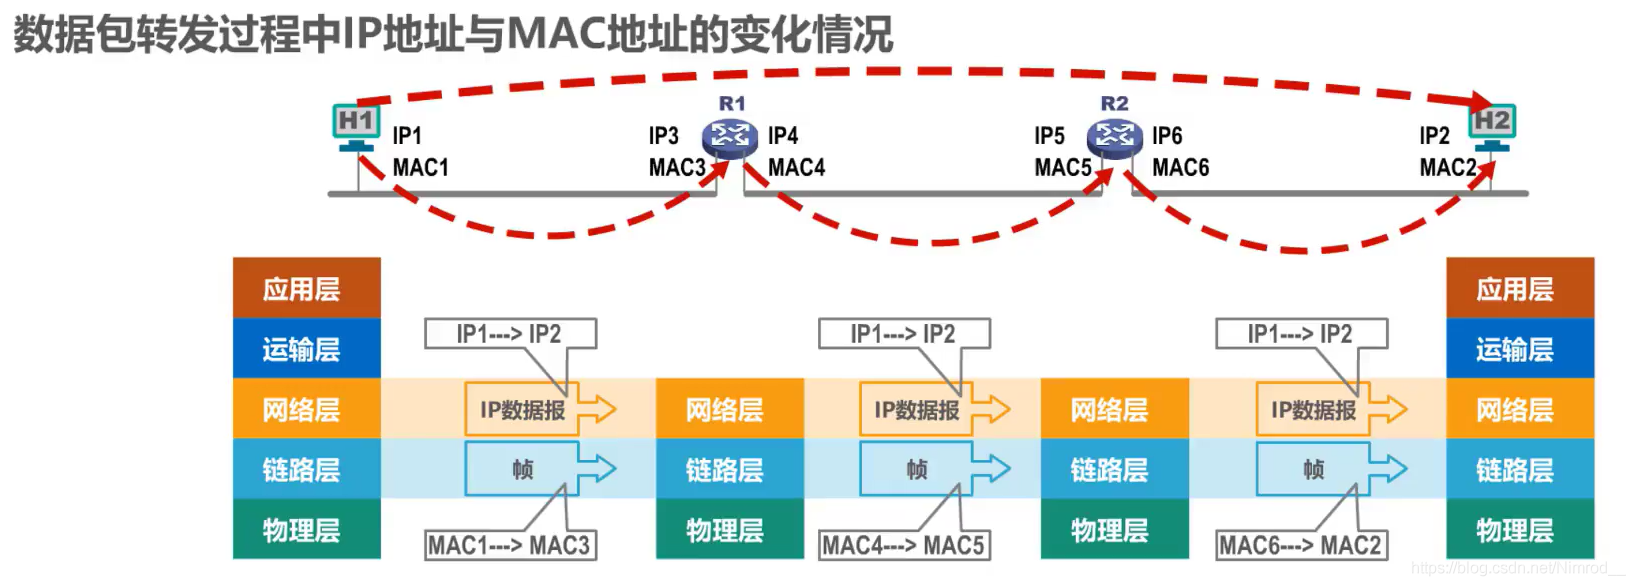 数据包转发过程中IP地址与MAC地址的变化情况
R1
R2
H1
H2
IP1
IP3
IP4
IP5
IP6
IP2
MAC1
MAC3
MAC4
MAC5
MAC6
MAC2
应用层
应用层
运输层
IP1---> IP2
IP1---> IP2
IP1---> IP2
运输层
网络层
IP数据报
网络层
IP数据报
网络层
IP数据报
网络层
链路层
帧
链路层
帧
链路层
帧
链路层
物理层
MAC1---> MAC3
物理层
MAC4---> MAC5
物理层
MAC6---> MAC2
物理层
https://blog.csdn.net/Nimrod__